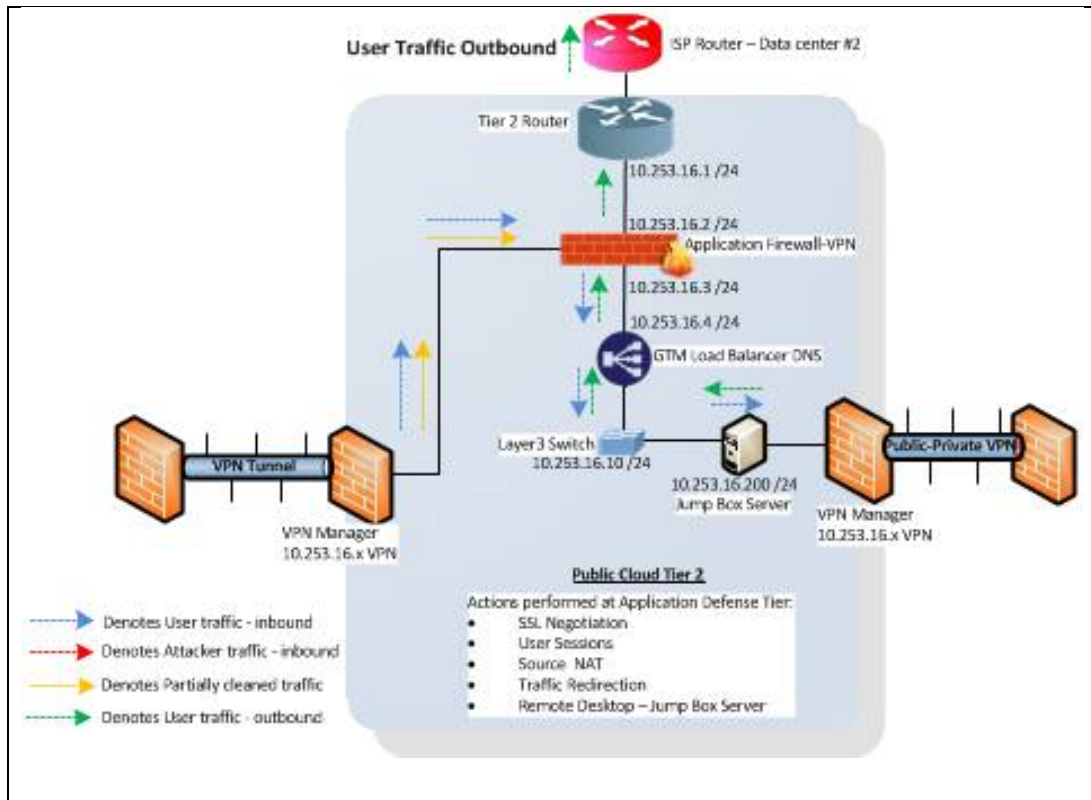 User Traffic Outbound
ISP Router – Data center #2
Tier 2 Router
10.253.16.1 /24
10.253.16.2 /24
Application Firewall-VPN
10.253.16.3 /24
10.253.16.4 /24
GTM Load Balancer DNS
Layer3 Switch
10.253.16.10 /24
10.253.16.200 /24
Jump Box Server
VPN Tunnel
Public-Private VPN
VPN Manager
10.253.16.x VPN
VPN Manager
10.253.16.x VPN
Public Cloud Tier 2
Actions performed at Application Defense Tier:
• SSL Negotiation
• User Sessions
• Source NAT
• Traffic Redirection
• Remote Desktop – Jump Box Server
Denotes User traffic - inbound
Denotes Attacker traffic - inbound
Denotes Partially cleaned traffic
Denotes User traffic - outbound